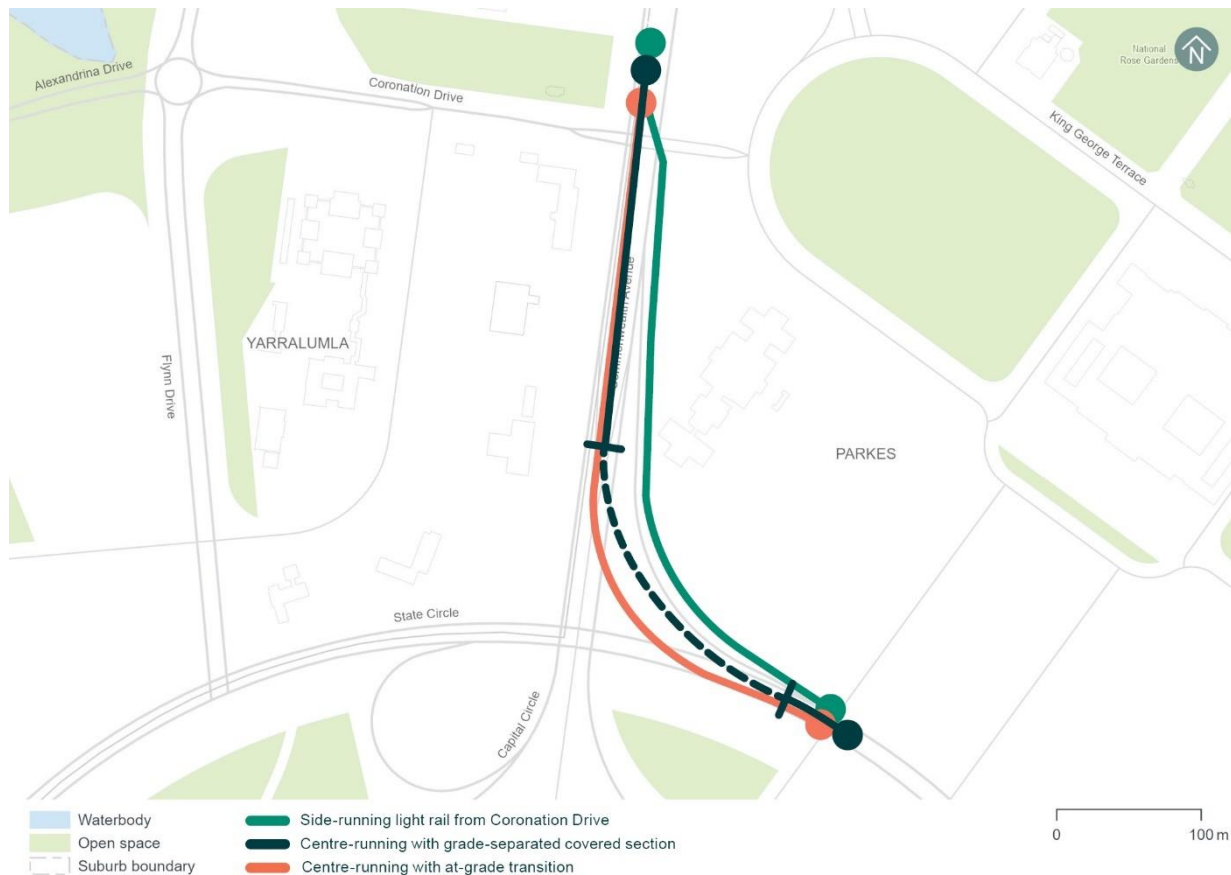 National
Rose Gardens
N
Alexandrina Drive
Coronation Drive
King George Terrace
Commonwealth Avenue
YARRALUMLA
Flynn Drive
PARKES
State Circle
Capital Circle
Waterbody
Open space
Suburb boundary
Side-running light rail from Coronation Drive
Centre-running with grade-separated covered section
Centre-running with at-grade transition
0
100 m